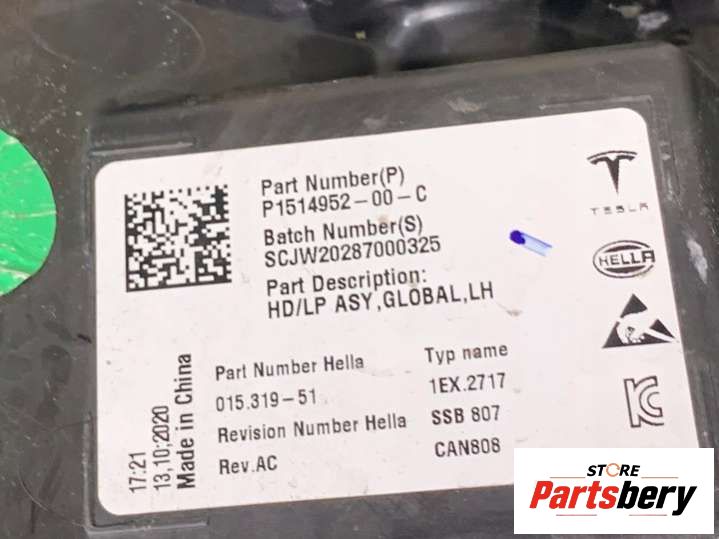 Part Number(P)
P1514952-00-C
Batch Number(S)
SCJW20287000325
Part Description:
HD/LP ASY,GLOBAL,LH
TESLA
HELLA
Part Number Hella
015.319-51
Revision Number Hella
Rev.AC
Typ name
1EX.2717
SSB 807
CAN808
17:21
13,10;2020
Made in China
STORE
Partsbery